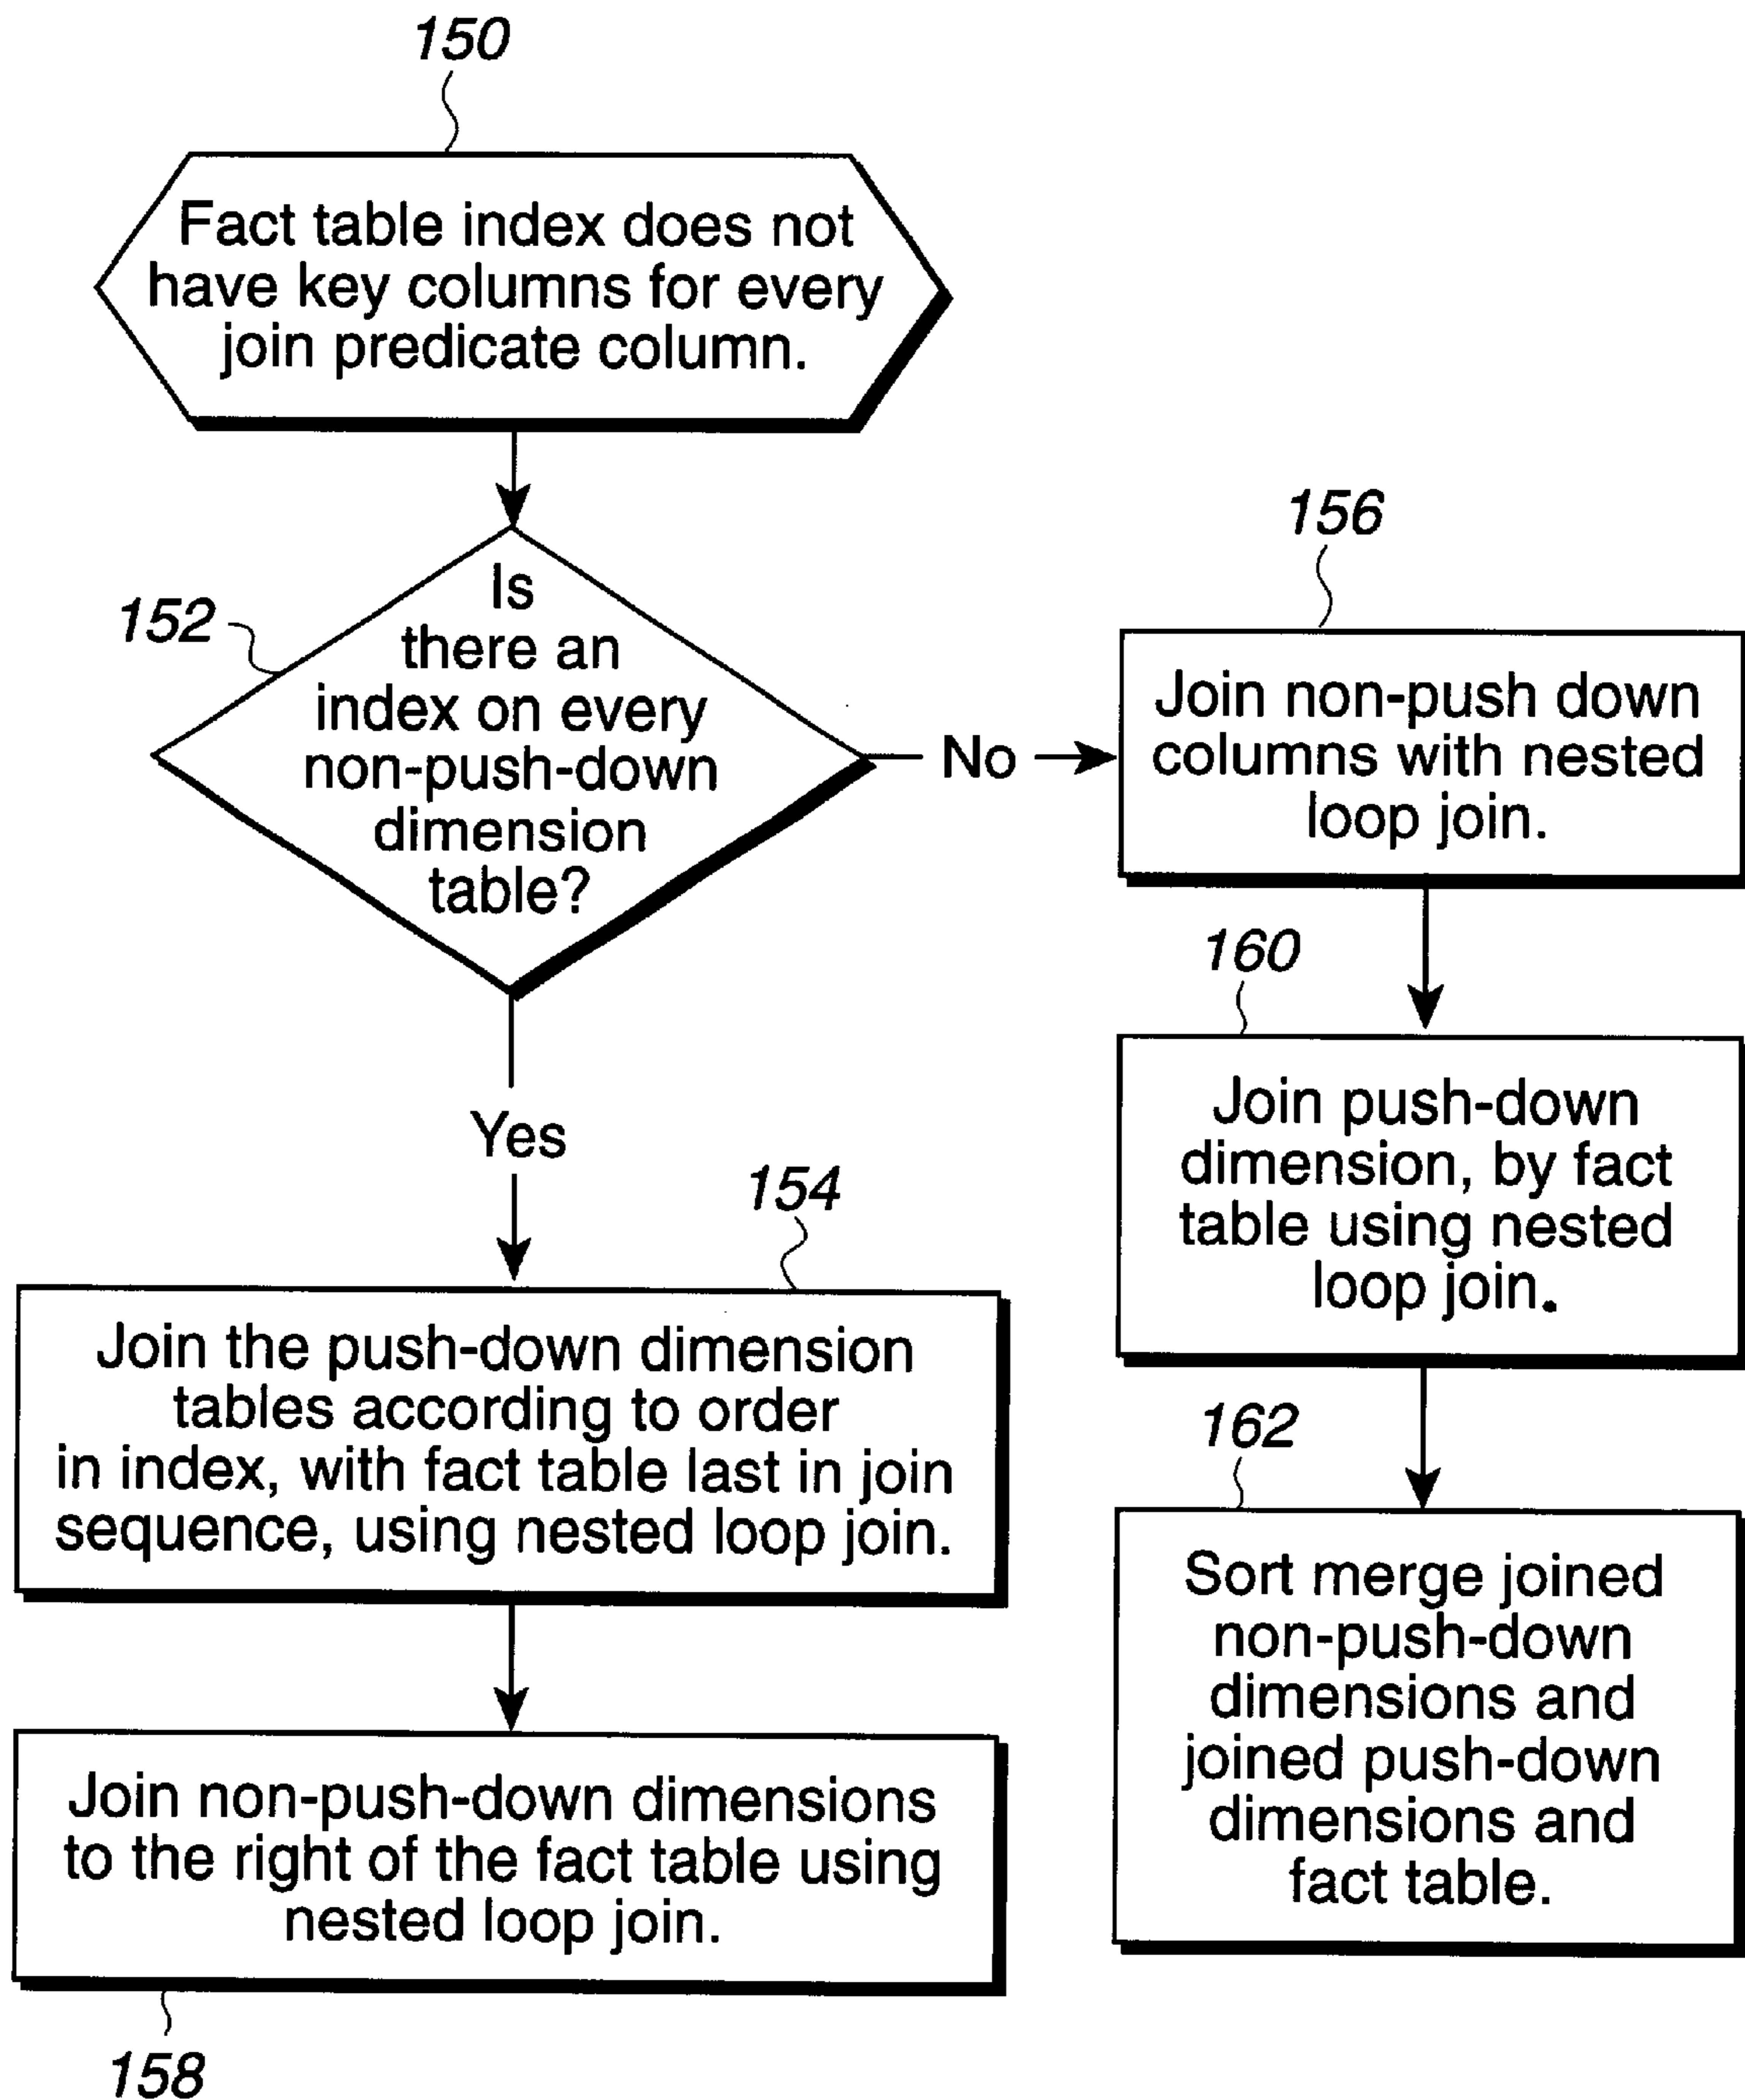 150
Fact table index does not
have key columns for every
join predicate column.
152
Is
there an
index on every
non-push-down
dimension
table?
No
Yes
156
Join non-push down
columns with nested
loop join.
160
Join push-down
dimension, by fact
table using nested
loop join.
162
Sort merge joined
non-push-down
dimensions and
joined push-down
dimensions and
fact table.
154
Join the push-down dimension
tables according to order
in index, with fact table last in join
sequence, using nested loop join.
Join non-push-down dimensions
to the right of the fact table using
nested loop join.
158